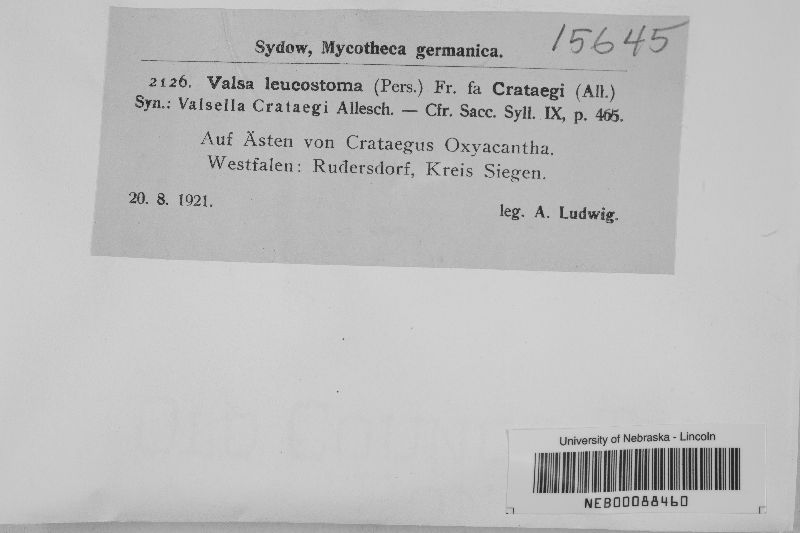 15645
Sydow, Mycotheca germanica.
2126. Valsa leucostoma (Pers.) Fr. fa Crataegi (All.)
Syn.: Valsella Crataegi Allesch. — Cfr. Sacc. Syll. IX, p. 465.
Auf Ästen von Crataegus Oxyacantha.
Westfalen: Rudersdorf, Kreis Siegen.
20. 8. 1921.
leg. A. Ludwig.
University of Nebraska - Lincoln
NEB00088460